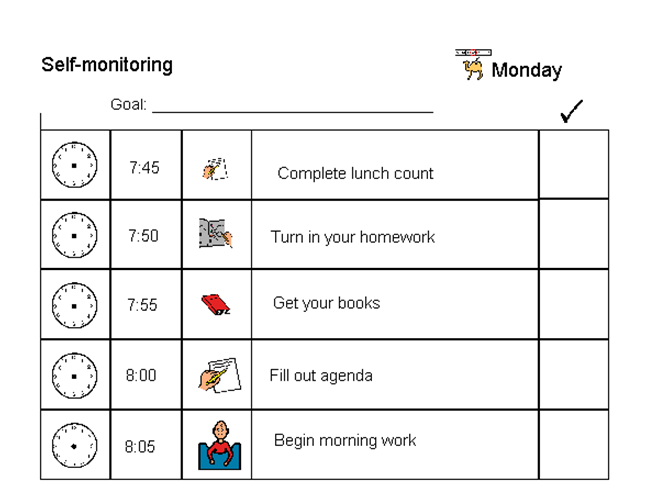 Self-monitoring
Monday
Goal:
7:45 Complete lunch count
7:50 Turn in your homework
7:55 Get your books
8:00 Fill out agenda
8:05 Begin morning work